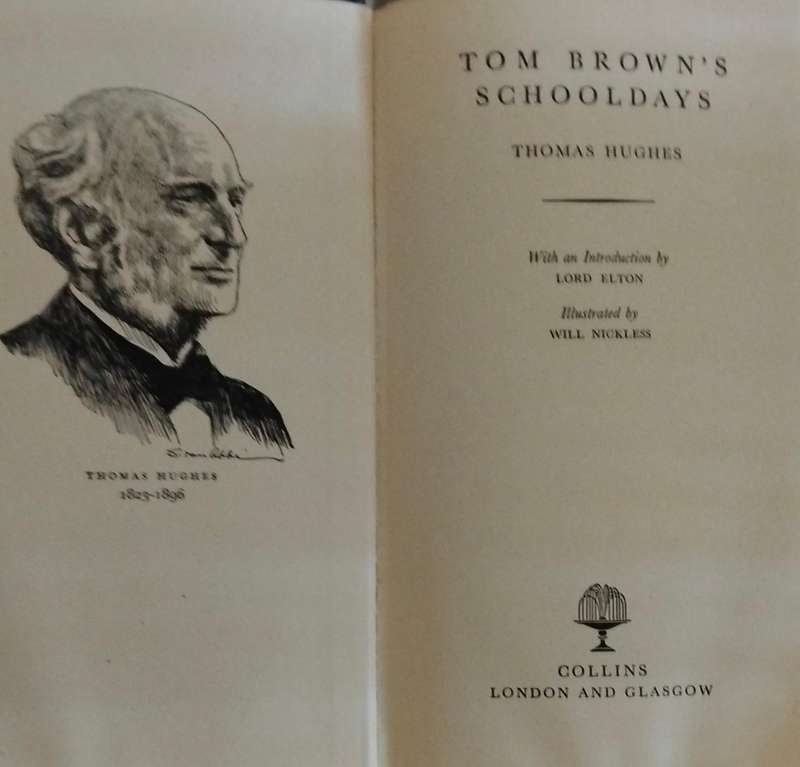 THOMAS HUGHES
1823-1896
TOM BROWN'S
SCHOOLDAYS
THOMAS HUGHES
With an Introduction by
LORD ELTON
Illustrated by
WILL NICKLESS
COLLINS
LONDON AND GLASGOW